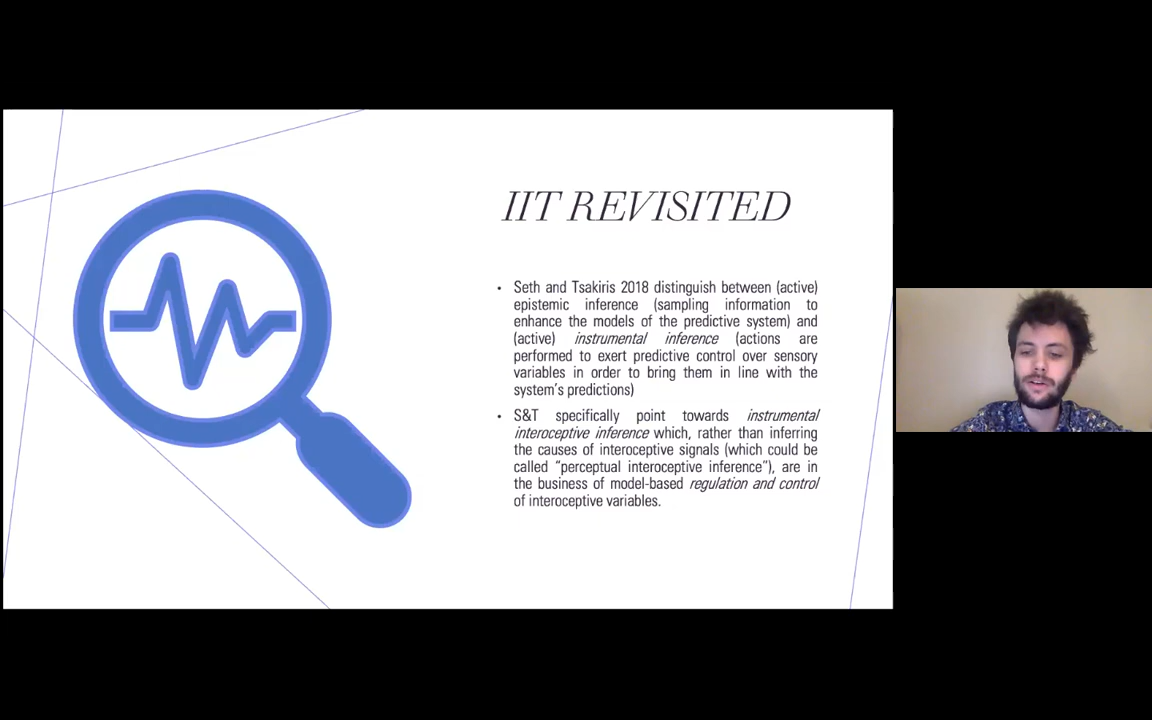 IIT REVISITED
• Seth and Tsakiris 2018 distinguish between (active)
epistemic inference (sampling information to
enhance the models of the predictive system) and
(active) instrumental inference (actions are
performed to exert predictive control over sensory
variables in order to bring them in line with the
system's predictions)
• S&T specifically point towards instrumental
interoceptive inference which, rather than inferring
the causes of interoceptive signals (which could be
called "perceptual interoceptive inference"), are in
the business of model-based regulation and control
of interoceptive variables.